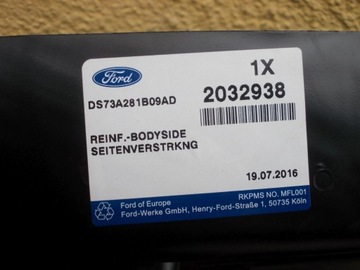 Ford
1X
DS73A281B09AD
2032938
REINF.-BODYSIDE
SEITENVERSTRKNG
19.07.2016
RKPMS NO. MFL001
Ford of Europe
Ford-Werke GmbH, Henry-Ford-Straße 1, 50735 Köln